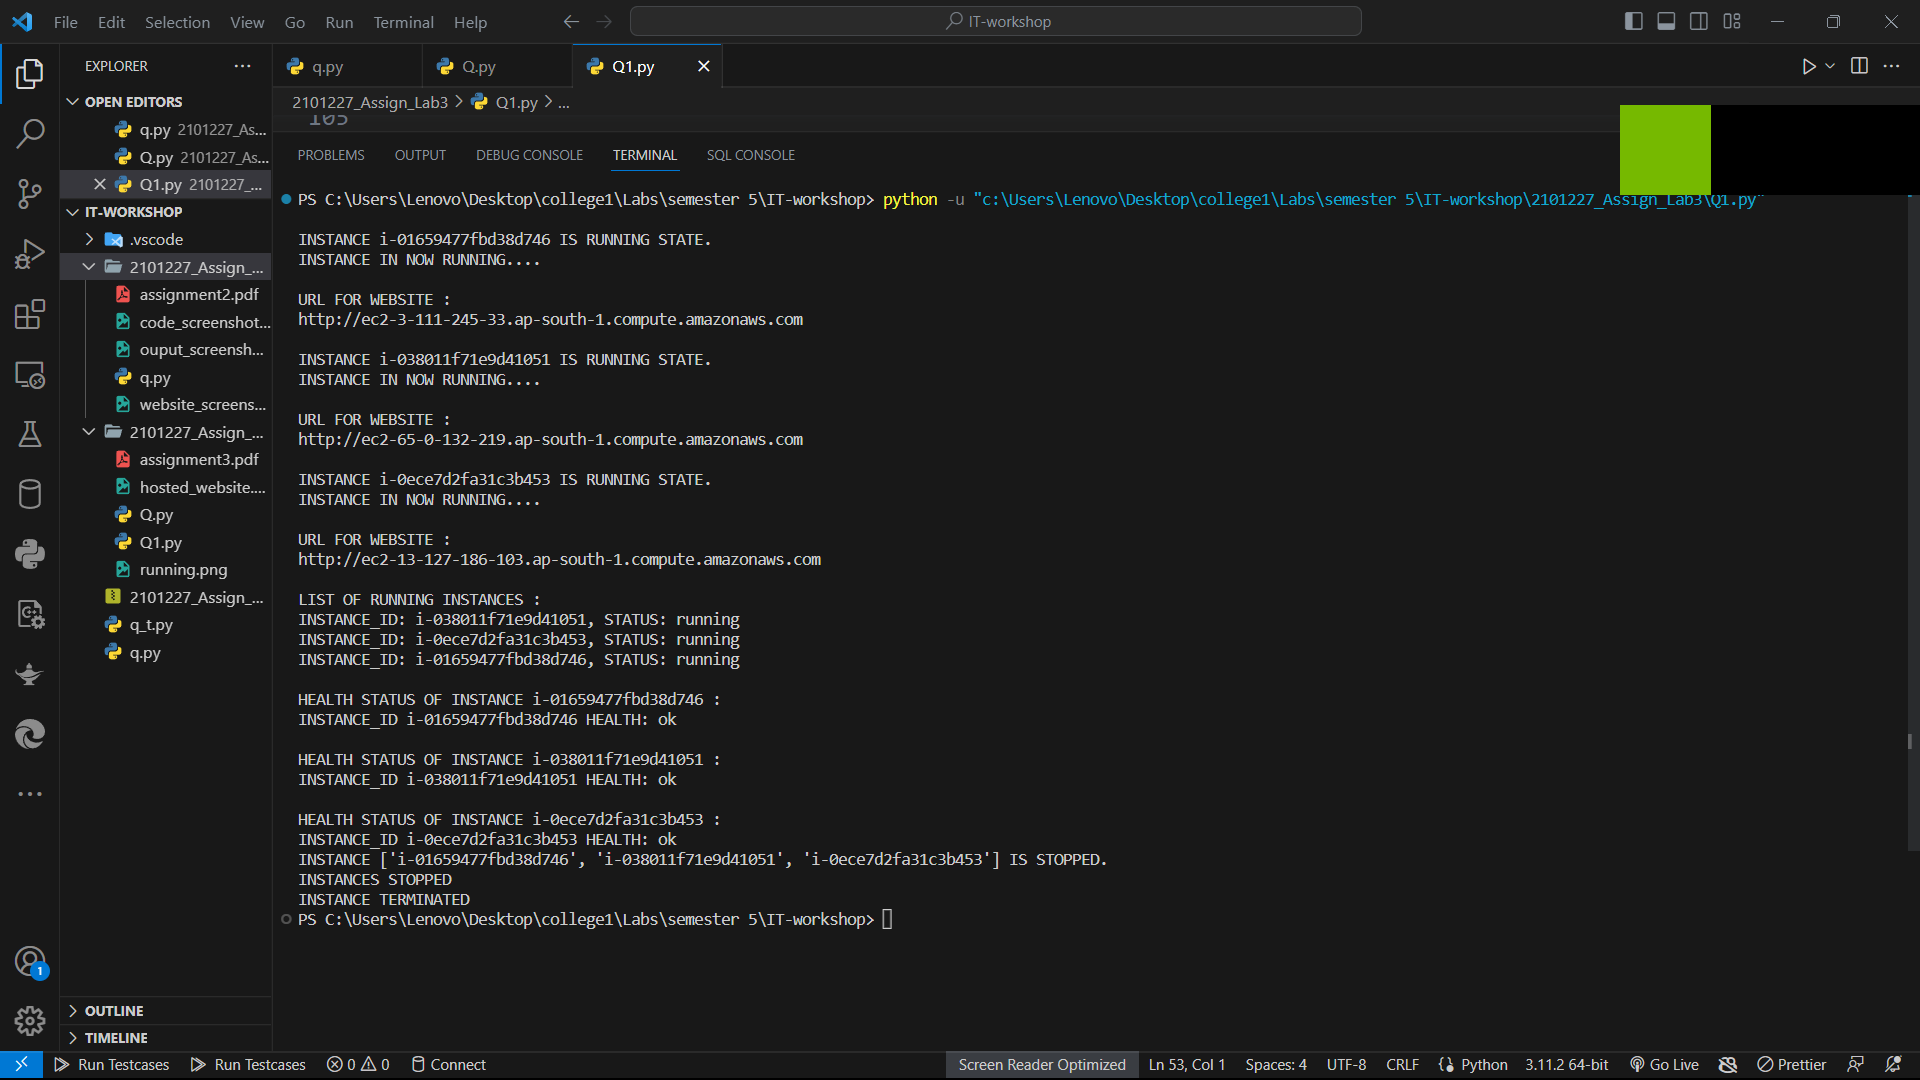 File Edit Selection View Go Run Terminal Help
IT-workshop
EXPLORER
q.py
Q.py
Q1.py
OPEN EDITORS
q.py 2101227_As...
Q.py 2101227_As...
Q1.py 2101227_...
IT-WORKSHOP
.vscode
2101227_Assign_...
assignment2.pdf
code_screenshot...
ouput_screensh...
q.py
website_screens...
2101227_Assign_...
assignment3.pdf
hosted_website....
Q.py
Q1.py
running.png
2101227_Assign_...
q_t.py
q.py
OUTLINE
TIMELINE
2101227_Assign_Lab3 > Q1.py > ...
105
PROBLEMS OUTPUT DEBUG CONSOLE TERMINAL SQL CONSOLE
PS C:\Users\Lenovo\Desktop\college1\Labs\semester 5\IT-workshop> python -u "c:\Users\Lenovo\Desktop\college1\Labs\semester 5\IT-workshop\2101227_Assign_Lab3\Q1.py"
INSTANCE i-01659477fbd38d746 IS RUNNING STATE.
INSTANCE IN NOW RUNNING....
URL FOR WEBSITE :
http://ec2-3-111-245-33.ap-south-1.compute.amazonaws.com
INSTANCE i-038011f71e9d41051 IS RUNNING STATE.
INSTANCE IN NOW RUNNING....
URL FOR WEBSITE :
http://ec2-65-0-132-219.ap-south-1.compute.amazonaws.com
INSTANCE i-0ece7d2fa31c3b453 IS RUNNING STATE.
INSTANCE IN NOW RUNNING....
URL FOR WEBSITE :
http://ec2-13-127-186-103.ap-south-1.compute.amazonaws.com
LIST OF RUNNING INSTANCES :
INSTANCE_ID: i-038011f71e9d41051, STATUS: running
INSTANCE_ID: i-0ece7d2fa31c3b453, STATUS: running
INSTANCE_ID: i-01659477fbd38d746, STATUS: running
HEALTH STATUS OF INSTANCE i-01659477fbd38d746 :
INSTANCE_ID i-01659477fbd38d746 HEALTH: ok
HEALTH STATUS OF INSTANCE i-038011f71e9d41051 :
INSTANCE_ID i-038011f71e9d41051 HEALTH: ok
HEALTH STATUS OF INSTANCE i-0ece7d2fa31c3b453 :
INSTANCE_ID i-0ece7d2fa31c3b453 HEALTH: ok
INSTANCE ['i-01659477fbd38d746', 'i-038011f71e9d41051', 'i-0ece7d2fa31c3b453'] IS STOPPED.
INSTANCES STOPPED
INSTANCE TERMINATED
PS C:\Users\Lenovo\Desktop\college1\Labs\semester 5\IT-workshop>
1
Run Testcases Run Testcases 0 0 Connect Screen Reader Optimized Ln 53, Col 1 Spaces: 4 UTF-8 CRLF Python 3.11.2 64-bit Go Live Prettier